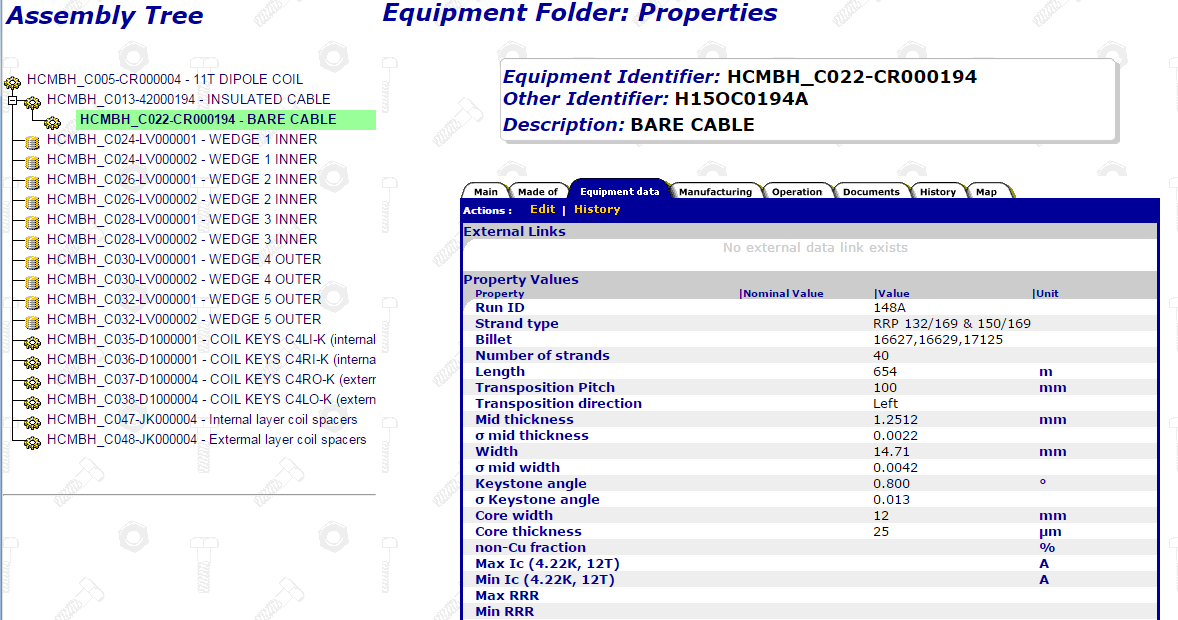 Assembly Tree
HCMBH_C005-CR000004 - 11T DIPOLE COIL
HCMBH_C013-42000194 - INSULATED CABLE
HCMBH_C022-CR000194 - BARE CABLE
HCMBH_C024-LV000001 - WEDGE 1 INNER
HCMBH_C024-LV000002 - WEDGE 1 INNER
HCMBH_C026-LV000001 - WEDGE 2 INNER
HCMBH_C026-LV000002 - WEDGE 2 INNER
HCMBH_C028-LV000001 - WEDGE 3 INNER
HCMBH_C028-LV000002 - WEDGE 3 INNER
HCMBH_C030-LV000001 - WEDGE 4 OUTER
HCMBH_C030-LV000002 - WEDGE 4 OUTER
HCMBH_C032-LV000001 - WEDGE 5 OUTER
HCMBH_C032-LV000002 - WEDGE 5 OUTER
HCMBH_C035-D1000001 - COIL KEYS C4LI-K (internal
HCMBH_C036-D1000001 - COIL KEYS C4RI-K (interna
HCMBH_C037-D1000004 - COIL KEYS C4RO-K (exterr
HCMBH_C038-D1000004 - COIL KEYS C4LO-K (extern
HCMBH_C047-JK000004 - Internal layer coil spacers
HCMBH_C048-JK000004 - Extermal layer coil spacers
Equipment Folder: Properties
Equipment Identifier: HCMBH_C022-CR000194
Other Identifier: H15OC0194A
Description: BARE CABLE
Main Made of Equipment data Manufacturing Operation Documents History Map
Actions : Edit | History
External Links
No external data link exists
Property Values
Property |Nominal Value |Value |Unit
Run ID 148A
Strand type RRP 132/169 & 150/169
Billet 16627,16629,17125
Number of strands 40
Length 654 m
Transposition Pitch 100 mm
Transposition direction Left
Mid thickness 1.2512 mm
σ mid thickness 0.0022
Width 14.71 mm
σ mid width 0.0042
Keystone angle 0.800 °
σ Keystone angle 0.013
Core width 12 mm
Core thickness 25 µm
non-Cu fraction %
Max Ic (4.22K, 12T) A
Min Ic (4.22K, 12T) A
Max RRR
Min RRR